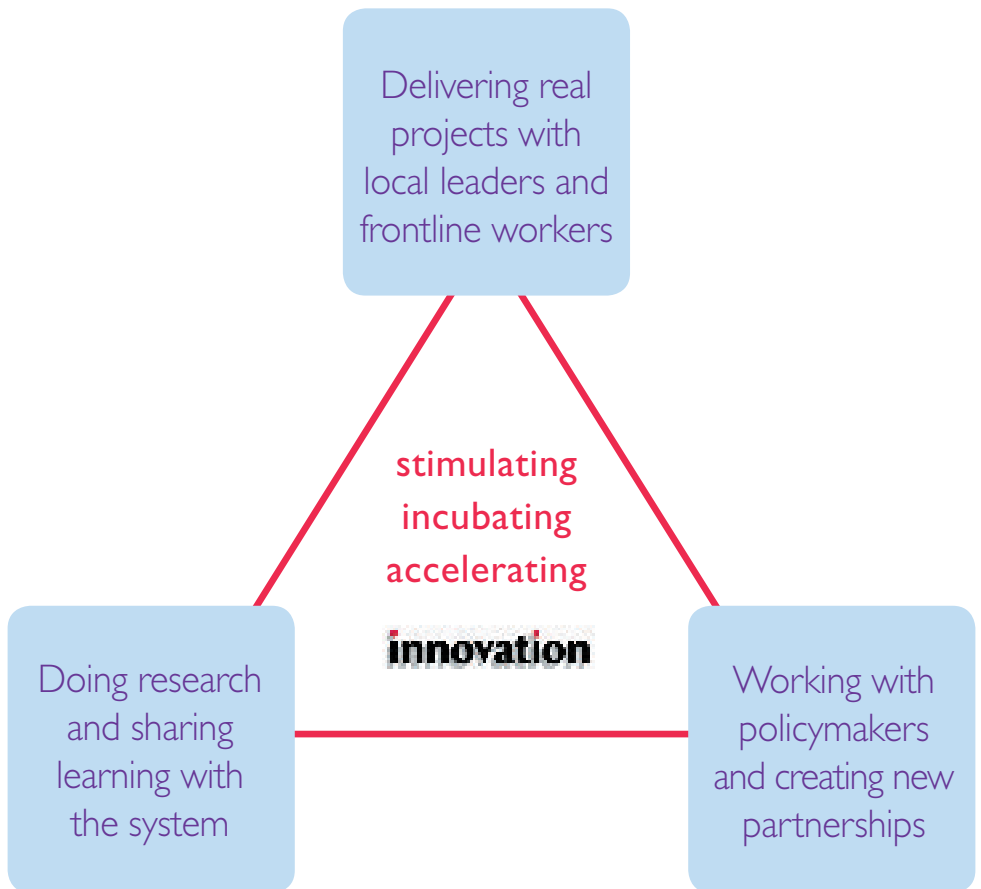 Delivering real
projects with
local leaders and
frontline workers
stimulating
incubating
accelerating
innovation
Doing research
and sharing
learning with
the system
Working with
policymakers
and creating new
partnerships